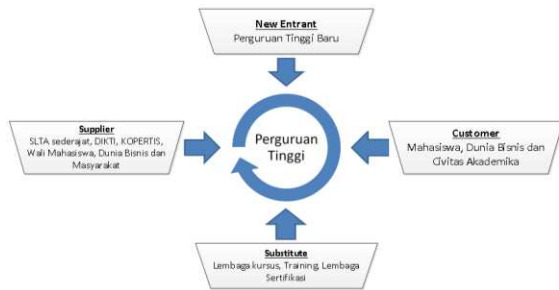 New Entrant
Perguruan Tinggi Baru
Supplier
SLTA sederajat, DIKTI, KOPERTIS,
Wali Mahasiswa, Dunia Bisnis dan
Masyarakat
Perguruan
Tinggi
Customer
Mahasiswa, Dunia Bisnis dan
Civitas Akademika
Substitute
Lembaga kursus, Training, Lembaga
Sertifikasi